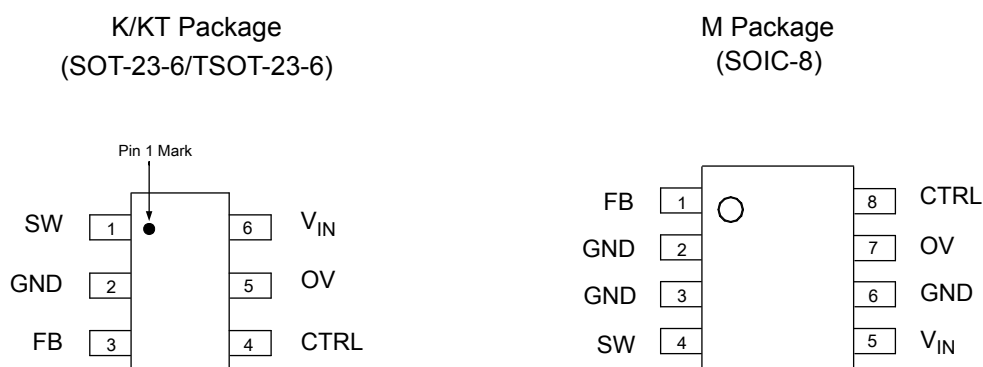 K/KT Package
(SOT-23-6/TSOT-23-6)
Pin 1 Mark
SW 1 6 VIN
GND 2 5 OV
FB 3 4 CTRL
M Package
(SOIC-8)
FB 1 8 CTRL
GND 2 7 OV
GND 3 6 GND
SW 4 5 VIN